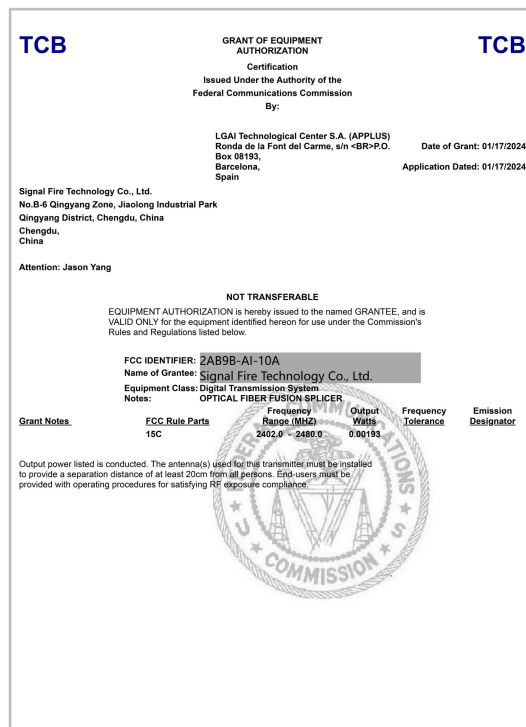 TCB
GRANT OF EQUIPMENT
AUTHORIZATION
TCB
Certification
Issued Under the Authority of the
Federal Communications Commission
By:
LGAI Technological Center S.A. (APPLUS)
Ronda de la Font del Carme, s/n <BR>P.O.
Box 08193,
Barcelona,
Spain
Date of Grant: 01/17/2024
Application Dated: 01/17/2024
Signal Fire Technology Co., Ltd.
No.B-6 Qingyang Zone, Jiaolong Industrial Park
Qingyang District, Chengdu, China
Chengdu,
China
Attention: Jason Yang
NOT TRANSFERABLE
EQUIPMENT AUTHORIZATION is hereby issued to the named GRANTEE, and is
VALID ONLY for the equipment identified hereon for use under the Commission's
Rules and Regulations listed below.
FCC IDENTIFIER: 2AB9B-AI-10A
Name of Grantee: Signal Fire Technology Co., Ltd.
Equipment Class: Digital Transmission System
Notes: OPTICAL FIBER FUSION SPLICER
Grant Notes FCC Rule Parts Frequency Range (MHZ) Output Watts Frequency Tolerance Emission Designator
15C 2402.0 - 2480.0 0.00193
Output power listed is conducted. The antenna(s) used for this transmitter must be installed
to provide a separation distance of at least 20cm from all persons. End-users must be
provided with operating procedures for satisfying RF exposure compliance.
FEDERAL COMMUNICATIONS COMMISSION U S